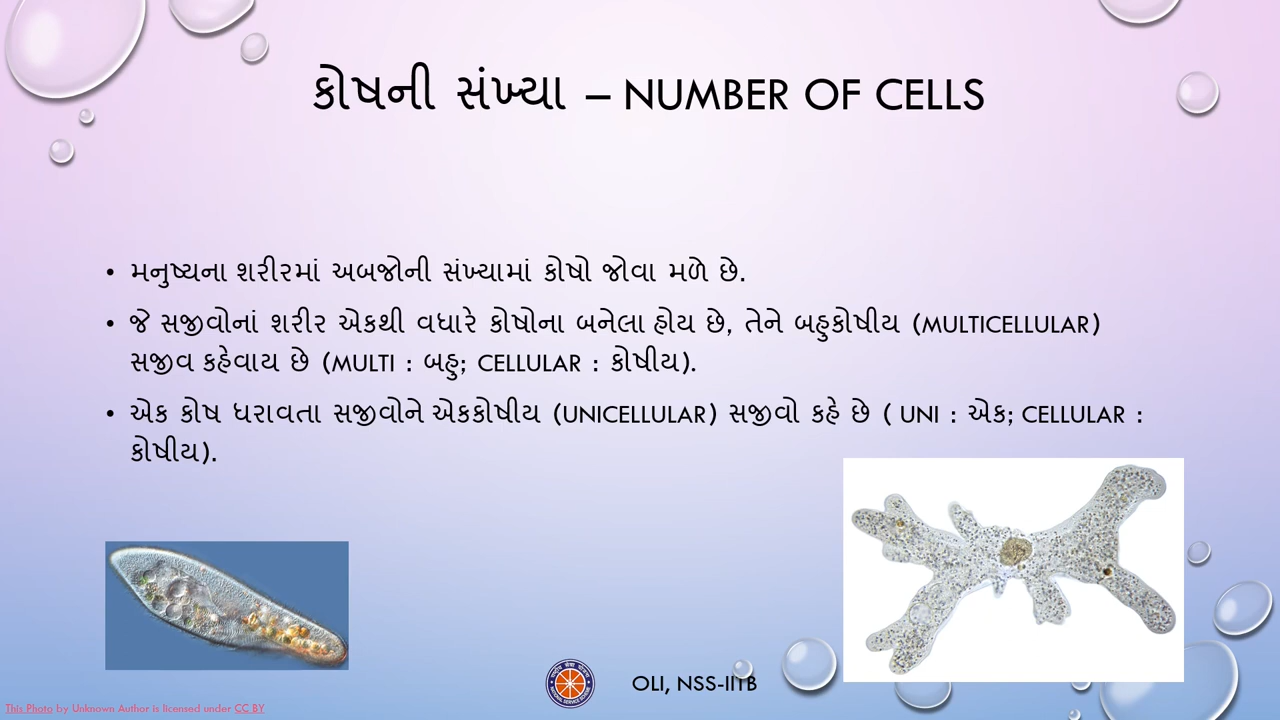 કોષની સંખ્યા – NUMBER OF CELLS
• મનુષ્યના શરીરમાં અબજોની સંખ્યામાં કોષો જોવા મળે છે.
• જે સજીવોનાં શરીર એકથી વધારે કોષોના બનેલા હોય છે, તેને બહુકોષીય (MULTICELLULAR)
સજીવ કહેવાય છે (MULTI : બહુ; CELLULAR : કોષીય).
• એક કોષ ધરાવતા સજીવોને એકકોષીય (UNICELLULAR) સજીવો કહે છે ( UNI : એક; CELLULAR :
કોષીય).
OLI, NSS-IITB
This Photo by Unknown Author is licensed under CC BY